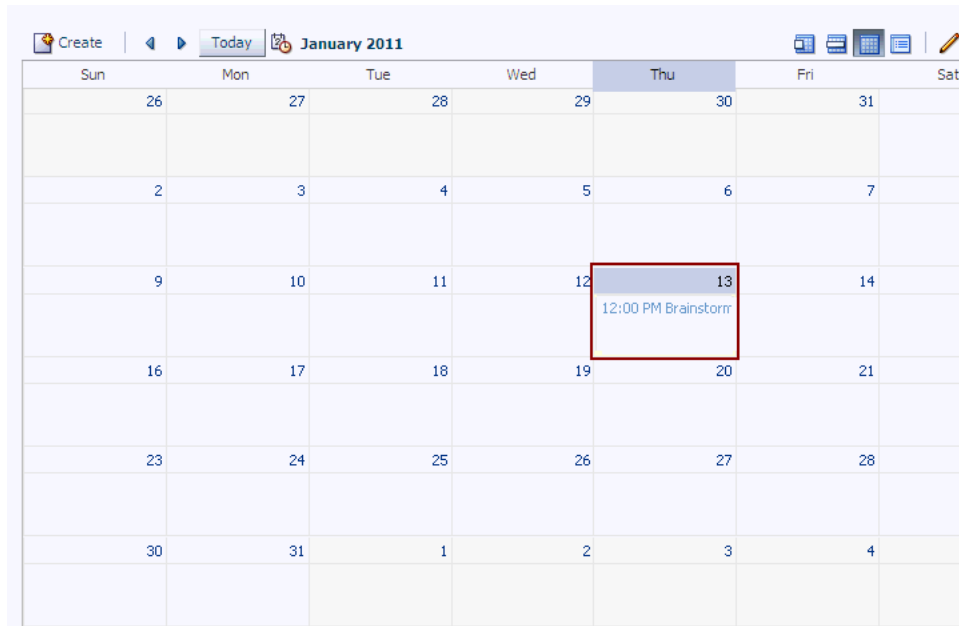 Create Today January 2011
Sun Mon Tue Wed Thu Fri Sat
26 27 28 29 30 31
2 3 4 5 6 7
9 10 11 12 13 14
12:00 PM Brainstorm
16 17 18 19 20 21
23 24 25 26 27 28
30 31 1 2 3 4